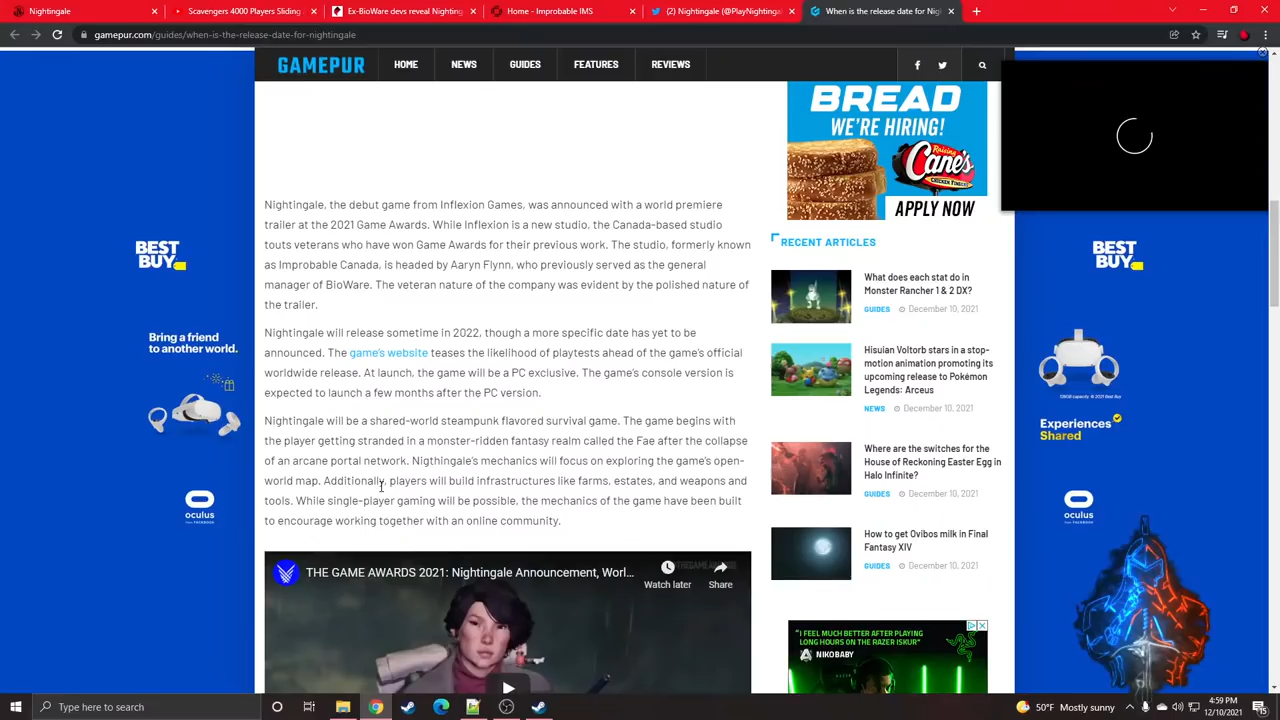 Nightingale
Scavengers 4000 Players Sliding
Ex-BioWare devs reveal Nighting
Home - Improbable IMS
(2) Nightingale (@PlayNightinga
When is the release date for Nig
gamepur.com/guides/when-is-the-release-date-for-nightingale
GAMEPUR
HOME
NEWS
GUIDES
FEATURES
REVIEWS
BREAD
WE'RE HIRING!
Raising
Cane's
CHICKEN FINGERS
APPLY NOW
Nightingale, the debut game from Inflexion Games, was announced with a world premiere
trailer at the 2021 Game Awards. While Inflexion is a new studio, the Canada-based studio
touts veterans who have won Game Awards for their previous work. The studio, formerly known
as Improbable Canada, is headed by Aaryn Flynn, who previously served as the general
manager of BioWare. The veteran nature of the company was evident by the polished nature of
the trailer.
Nightingale will release sometime in 2022, though a more specific date has yet to be
announced. The game's website teases the likelihood of playtests ahead of the game's official
worldwide release. At launch, the game will be a PC exclusive. The game's console version is
expected to launch a few months after the PC version.
Nightingale will be a shared-world steampunk flavored survival game. The game begins with
the player getting stranded in a monster-ridden fantasy realm called the Fae after the collapse
of an arcane portal network. Nigthingale's mechanics will focus on exploring the game's open-
world map. Additionally, players will build infrastructures like farms, estates, and weapons and
tools. While single-player gaming will be possible, the mechanics of the game have been built
to encourage working together with an online community.
THE GAME AWARDS 2021: Nightingale Announcement, Worl...
Watch later
Share
RECENT ARTICLES
What does each stat do in
Monster Rancher 1 & 2 DX?
GUIDES December 10, 2021
Hisuian Voltorb stars in a stop-
motion animation promoting its
upcoming release to Pokémon
Legends: Arceus
NEWS December 10, 2021
Where are the switches for the
House of Reckoning Easter Egg in
Halo Infinite?
GUIDES December 10, 2021
How to get Ovibos milk in Final
Fantasy XIV
GUIDES December 10, 2021
"I FEEL MUCH BETTER AFTER PLAYING
LONG HOURS ON THE RAZER ISKUR"
NIKOBABY
BEST
BUY
Bring a friend
to another world.
oculus
from FACEBOOK
BEST
BUY
128GB capacity. © 2021 Best Buy
Experiences
Shared
oculus
from FACEBOOK
Type here to search
50°F Mostly sunny
4:59 PM
12/10/2021
15